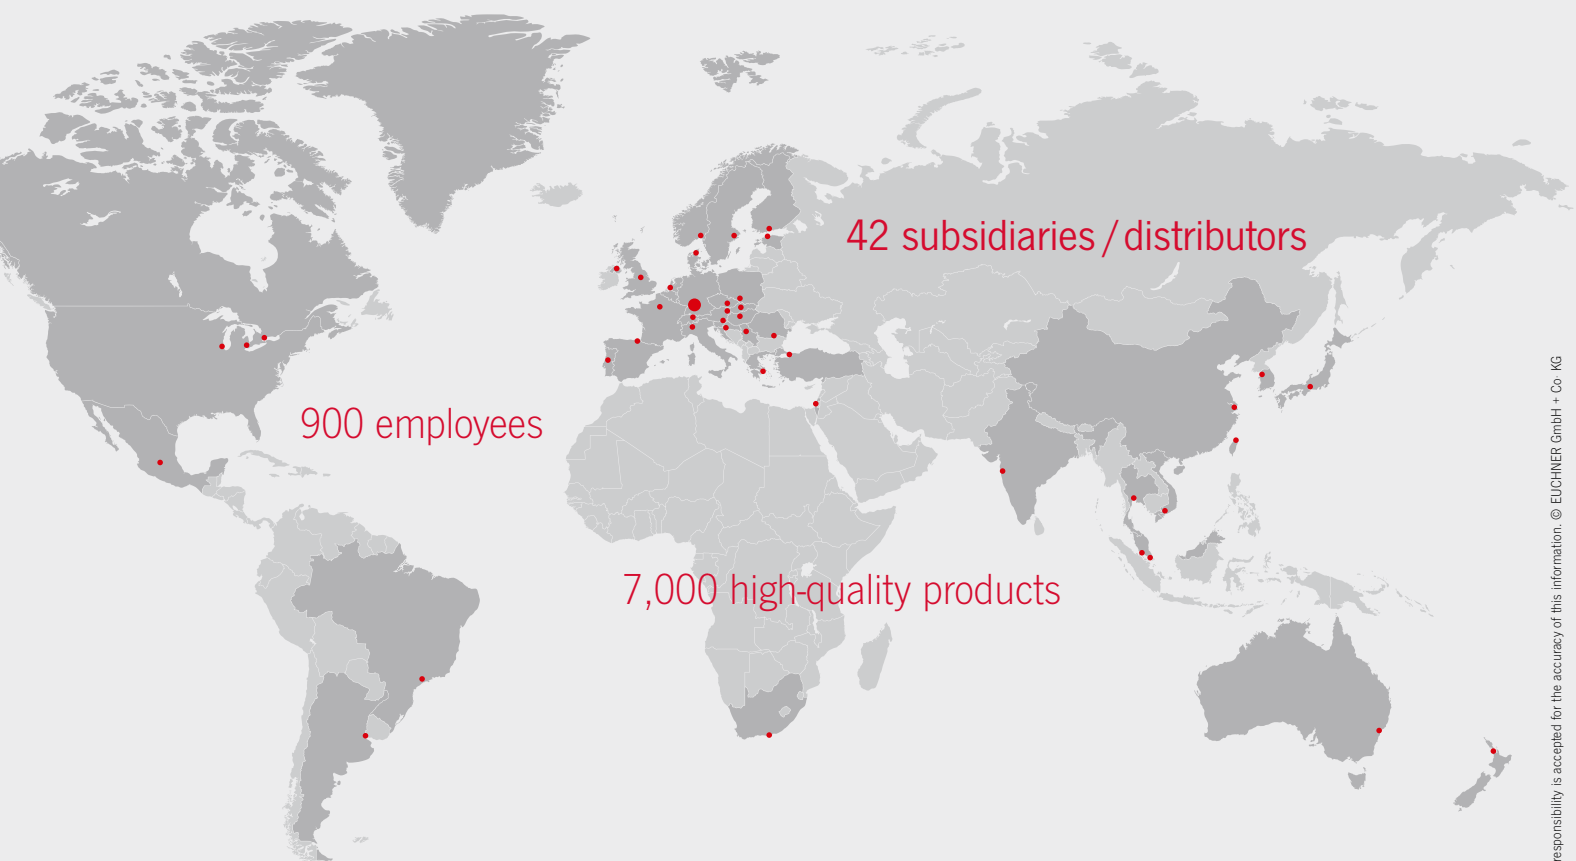 42 subsidiaries / distributors
900 employees
7,000 high-quality products
responsibility is accepted for the accuracy of this information. © EUCHNER GmbH + Co· KG